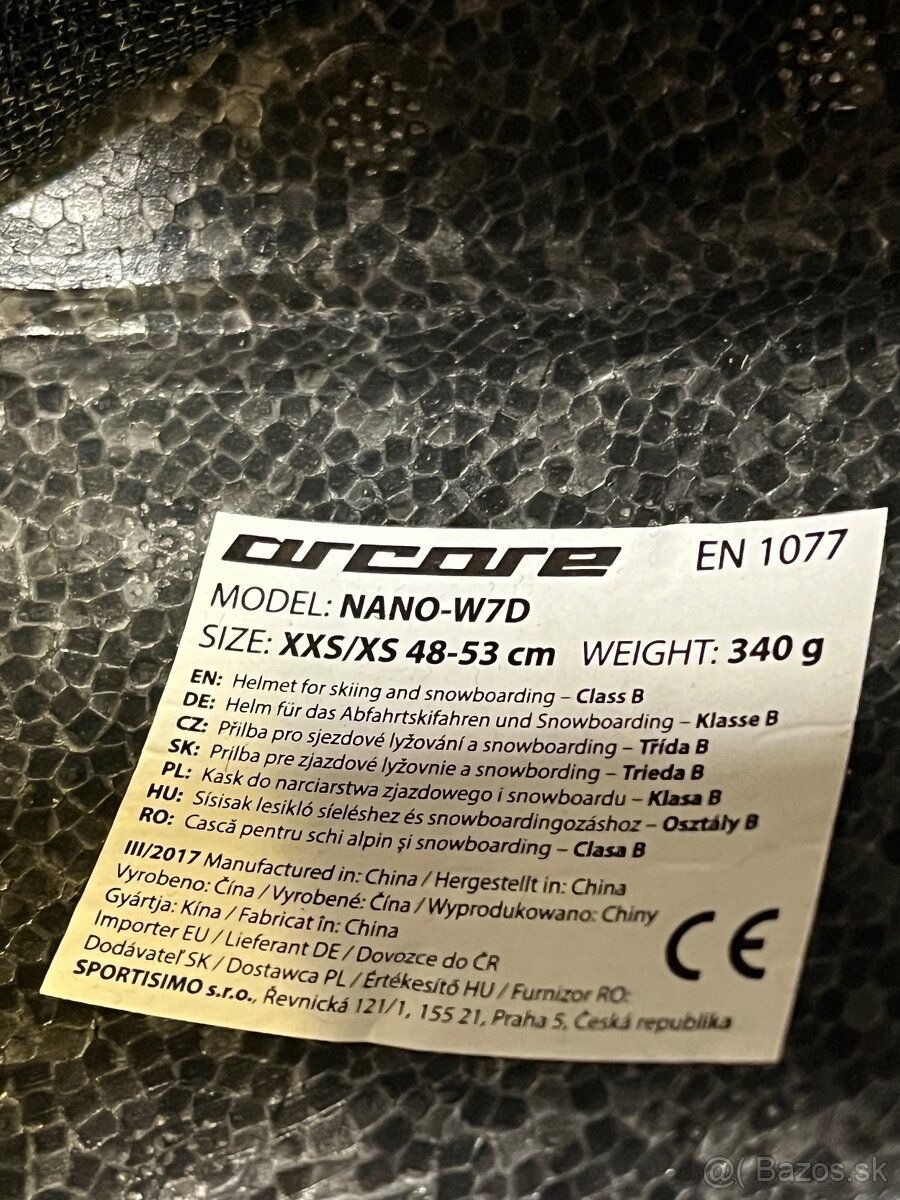 arcore EN 1077
MODEL: NANO-W7D
SIZE: XXS/XS 48-53 cm WEIGHT: 340 g
EN: Helmet for skiing and snowboarding – Class B
DE: Helm für das Abfahrtskifahren und Snowboarding – Klasse B
CZ: Přilba pro sjezdové lyžování a snowboarding – Třída B
SK: Prilba pre zjazdové lyžovnie a snowbording – Trieda B
PL: Kask do narciarstwa zjazdowego i snowboardu – Klasa B
HU: Sísisak lesikló síeléshez és snowboardingozáshoz – Osztály B
RO: Cască pentru schi alpin și snowboarding – Clasa B
III/2017 Manufactured in: China / Hergestellt in: China
Vyrobeno: Čína / Vyrobené: Čína / Wyprodukowano: Chiny
Gyártja: Kína / Fabricat în: China
Importer EU / Lieferant DE / Dovozce do ČR
Dodávateľ SK / Dostawca PL / Értékesítő HU / Furnizor RO:
SPORTISIMO s.r.o., Řevnická 121/1, 155 21, Praha 5, Česká republika
CE
@( Bazos.sk